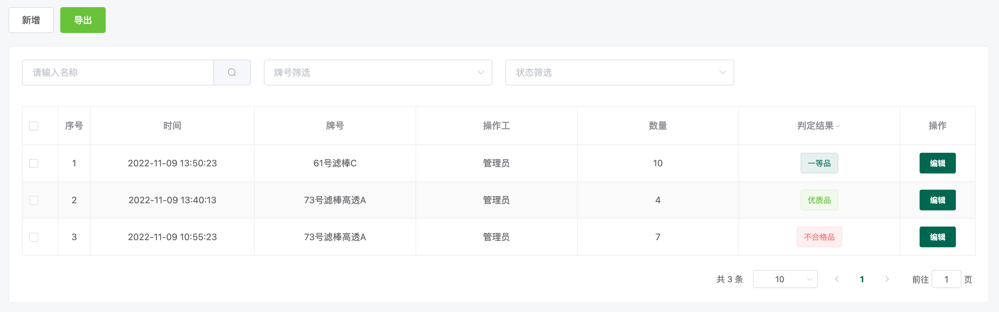 新增 导出
请输入名称 牌号筛选 状态筛选
序号 时间 牌号 操作工 数量 判定结果 操作
1 2022-11-09 13:50:23 61号滤棒C 管理员 10 一等品 编辑
2 2022-11-09 13:40:13 73号滤棒高透A 管理员 4 优质品 编辑
3 2022-11-09 10:55:23 73号滤棒高透A 管理员 7 不合格品 编辑
共 3 条 10 1 前往 1 页